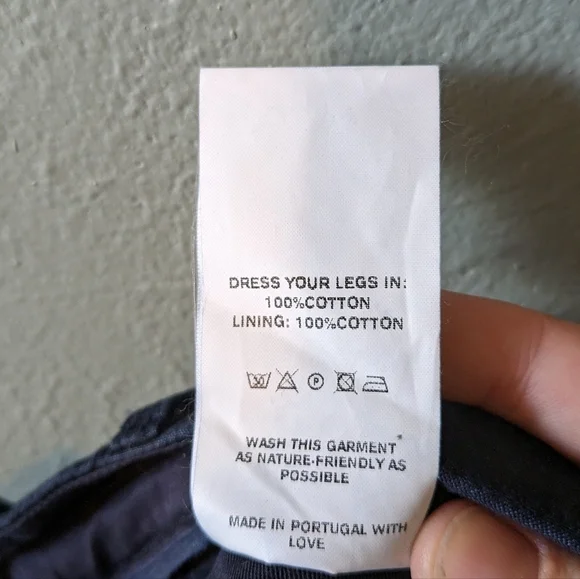 DRESS YOUR LEGS IN:
100%COTTON
LINING: 100%COTTON
30
P
WASH THIS GARMENT
AS NATURE-FRIENDLY AS
POSSIBLE
MADE IN PORTUGAL WITH
LOVE